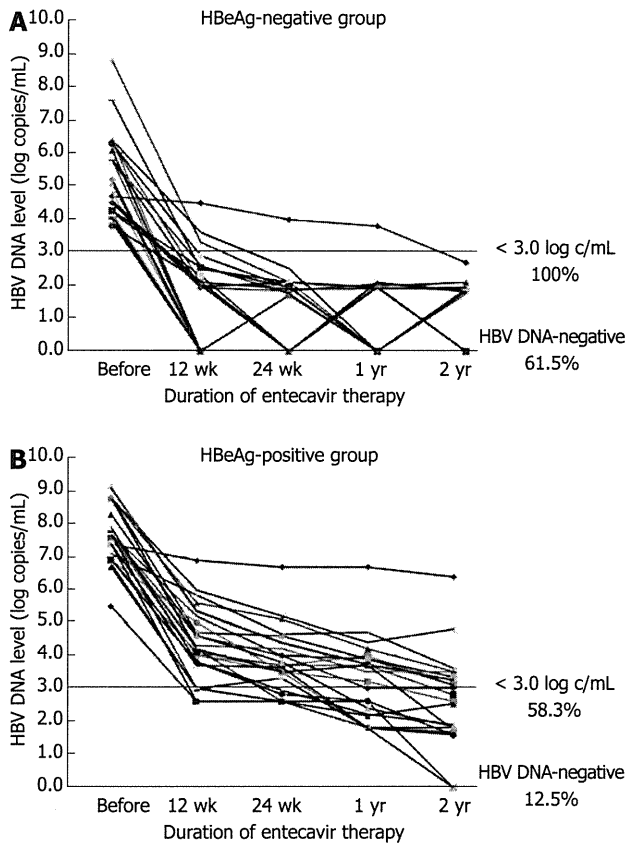 A
HBeAg-negative group
HBV DNA level (log copies/mL)
10.0
9.0
8.0
7.0
6.0
5.0
4.0
3.0
2.0
1.0
0.0
Before 12 wk 24 wk 1 yr 2 yr
Duration of entecavir therapy
< 3.0 log c/mL
100%
HBV DNA-negative
61.5%
B
HBeAg-positive group
HBV DNA level (log copies/mL)
10.0
9.0
8.0
7.0
6.0
5.0
4.0
3.0
2.0
1.0
0.0
Before 12 wk 24 wk 1 yr 2 yr
Duration of entecavir therapy
< 3.0 log c/mL
58.3%
HBV DNA-negative
12.5%